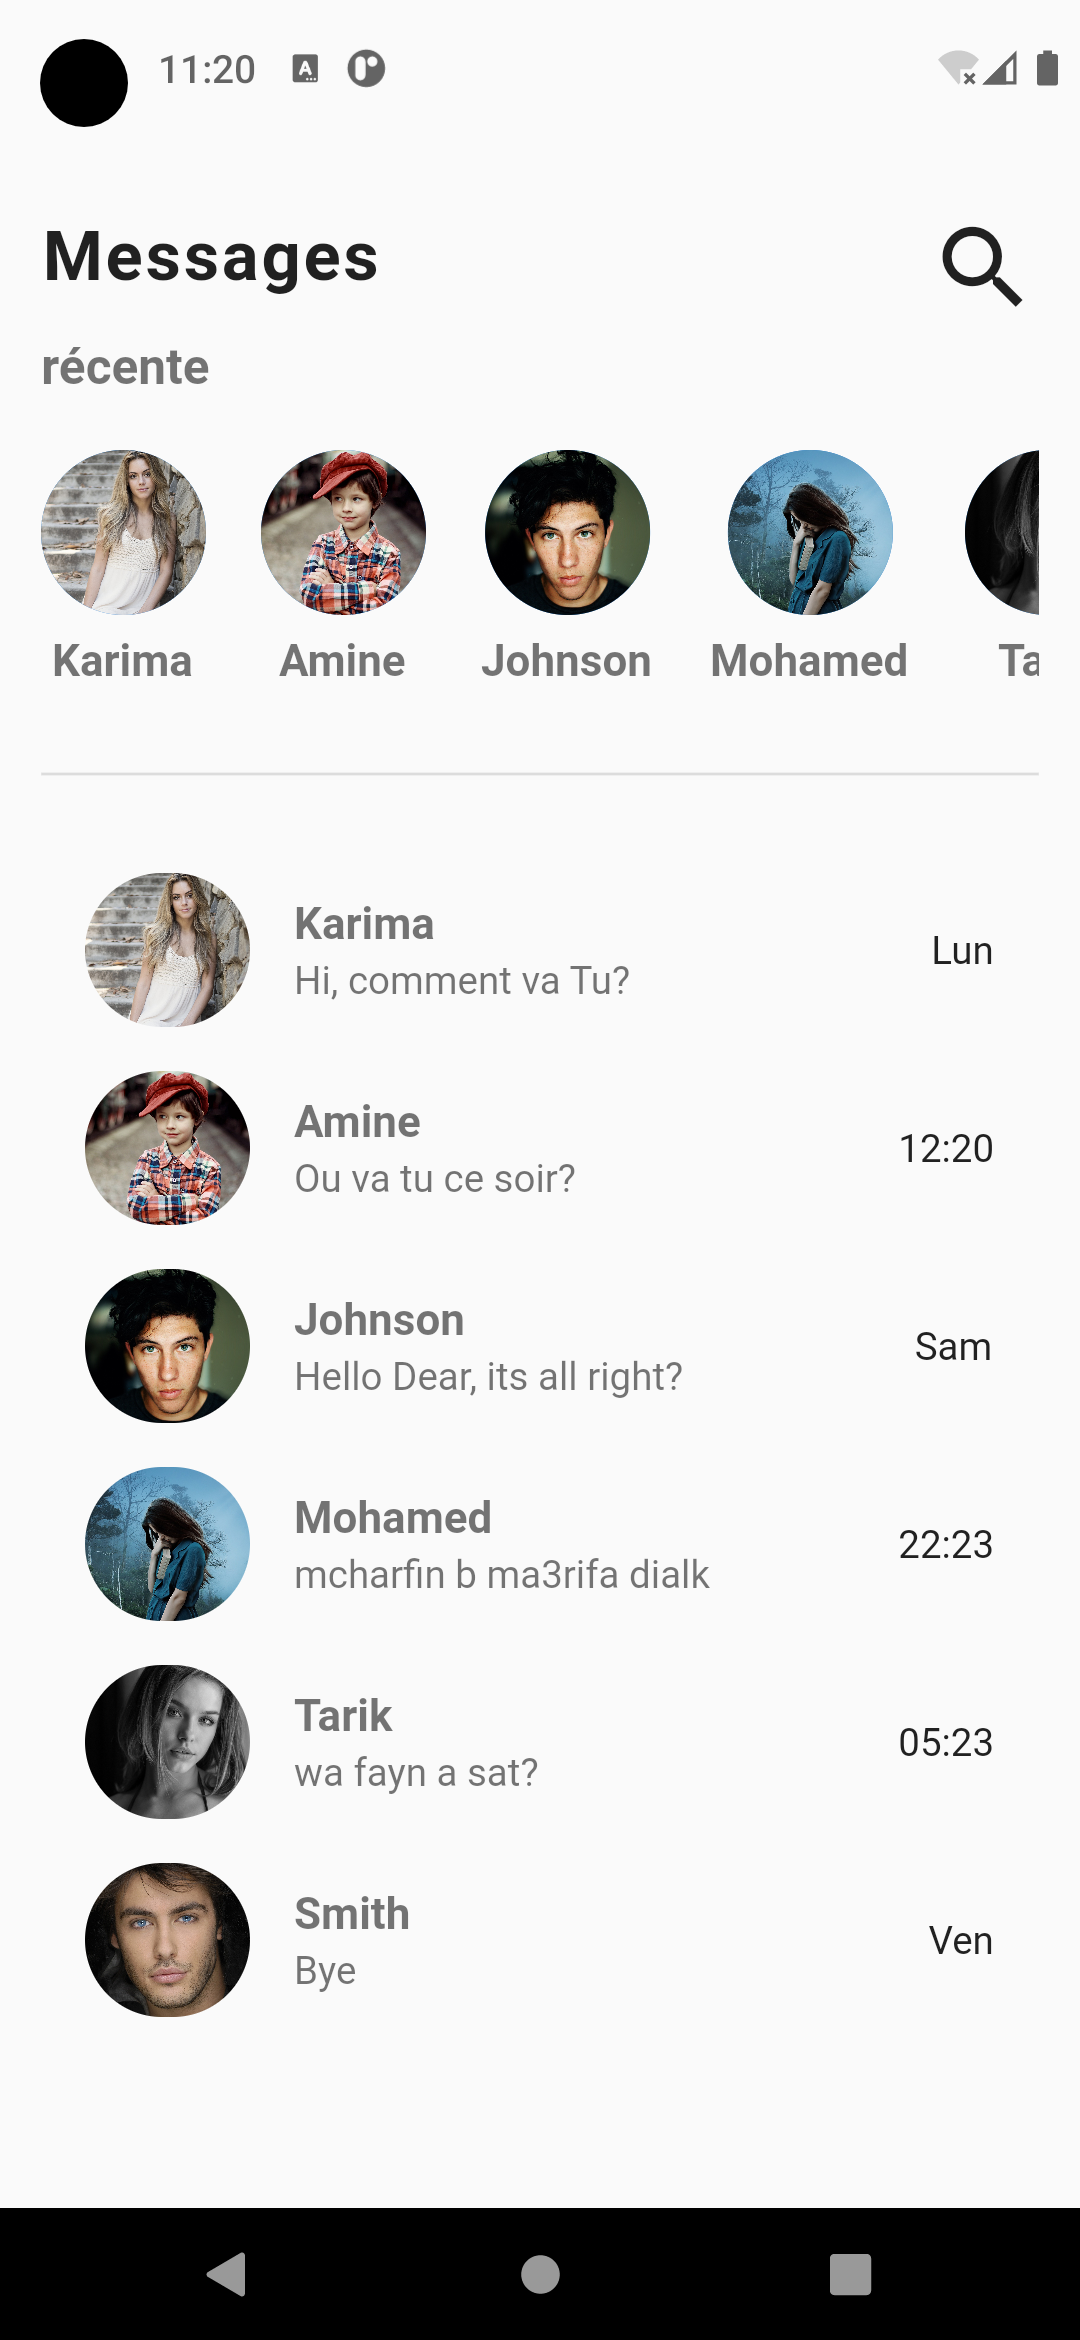 11:20
Messages
récente
Karima Amine Johnson Mohamed Ta
Karima
Hi, comment va Tu?
Lun
Amine
Ou va tu ce soir?
12:20
Johnson
Hello Dear, its all right?
Sam
Mohamed
mcharfin b ma3rifa dialk
22:23
Tarik
wa fayn a sat?
05:23
Smith
Bye
Ven